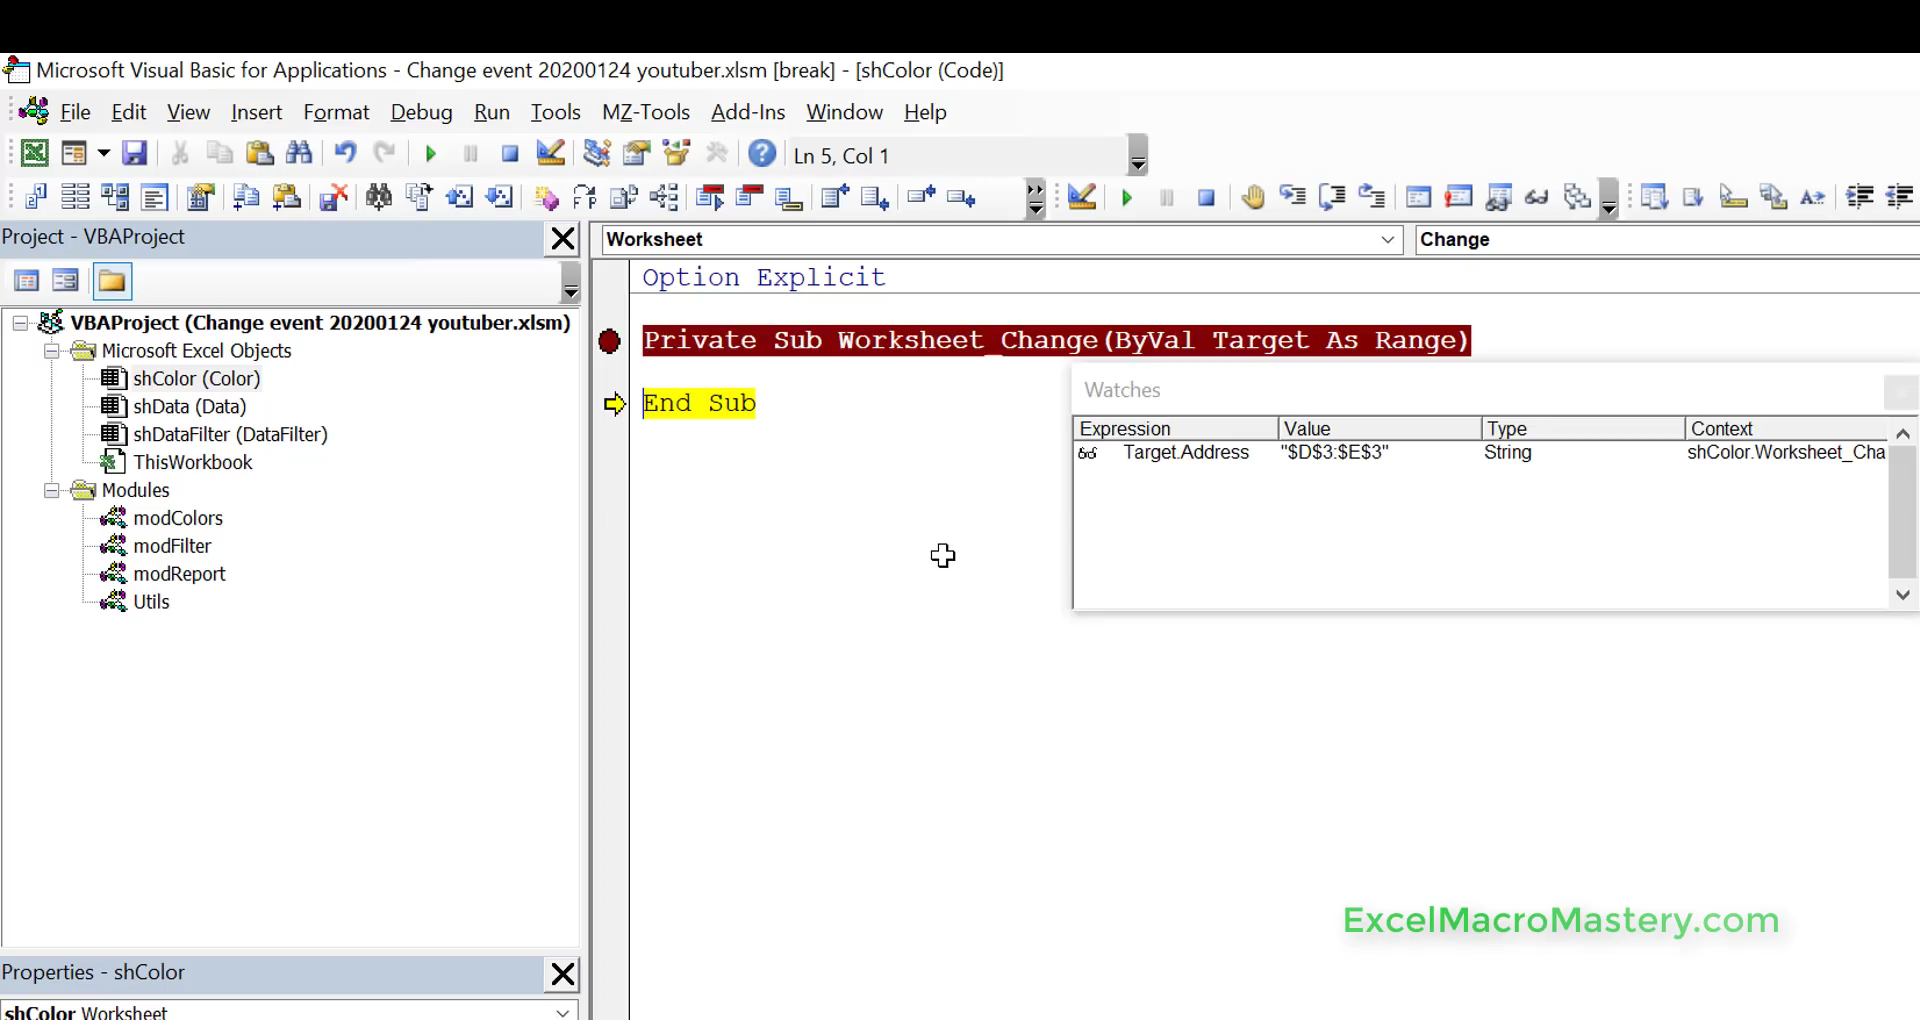 Microsoft Visual Basic for Applications - Change event 20200124 youtuber.xlsm [break] - [shColor (Code)]
File Edit View Insert Format Debug Run Tools MZ-Tools Add-Ins Window Help
Ln 5, Col 1
Project - VBAProject
Worksheet
Change
VBAProject (Change event 20200124 youtuber.xlsm)
Microsoft Excel Objects
shColor (Color)
shData (Data)
shDataFilter (DataFilter)
ThisWorkbook
Modules
modColors
modFilter
modReport
Utils
Option Explicit
Private Sub Worksheet_Change(ByVal Target As Range)
End Sub
Watches
Expression Value Type Context
Target.Address "$D$3:$E$3" String shColor.Worksheet_Cha
ExcelMacroMastery.com
Properties - shColor
shColor Worksheet